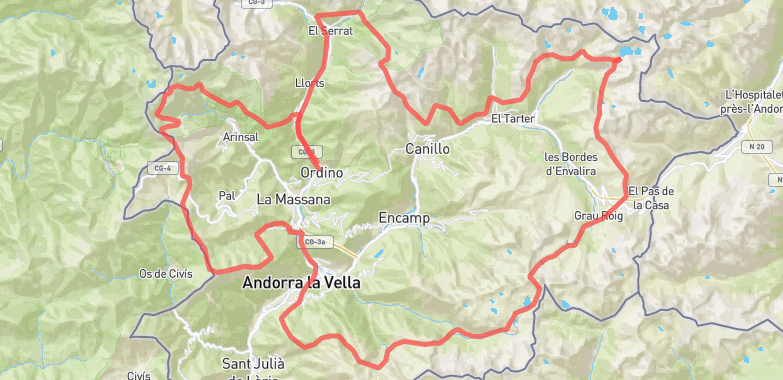 CG-3
El Serrat
Llorts
L'Hospitalet
près-l'Andor
El Tarter
Arinsal
Canillo
N 20
CG-4
Ordino
les Bordes
d'Envalira
Pal
La Massana
El Pas de
la Casa
Encamp
Grau Roig
CG-3a
Os de Civís
Andorra la Vella
Sant Julià
de Lòria
Civís